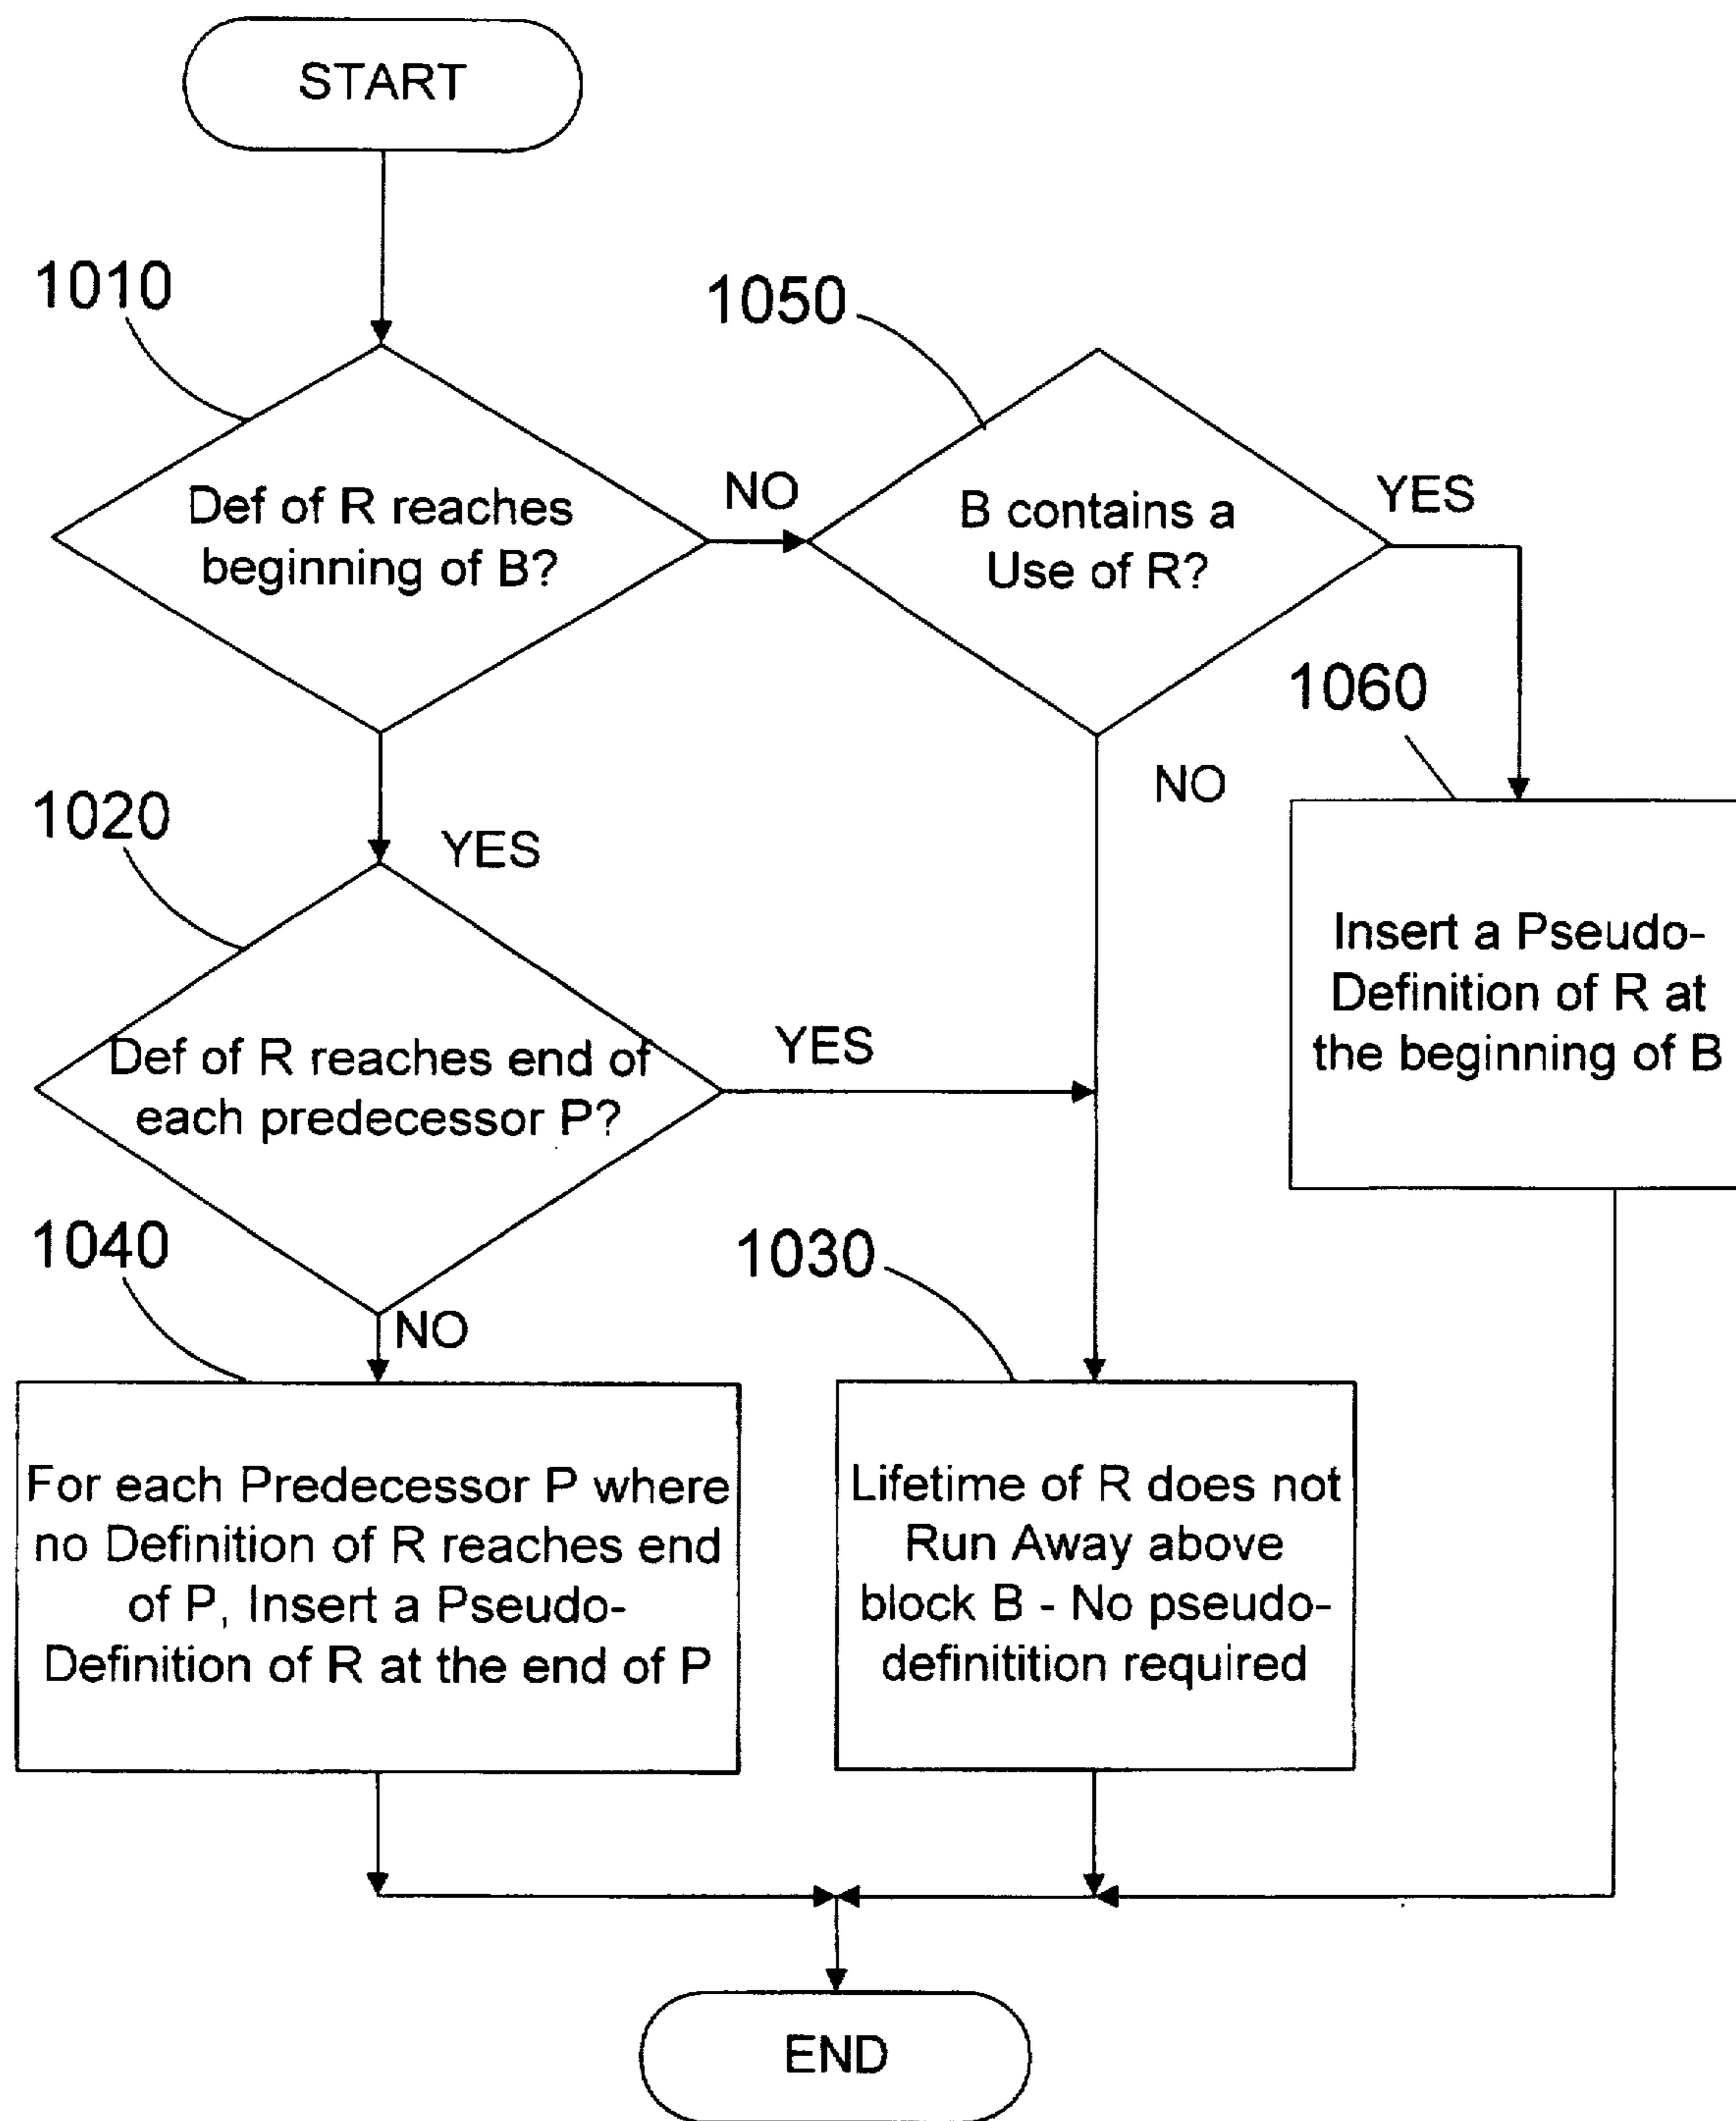 START
1010
1050
Def of R reaches
beginning of B?
NO
B contains a
Use of R?
YES
1060
NO
1020
YES
Insert a Pseudo-
Definition of R at
the beginning of B
Def of R reaches end of
each predecessor P?
YES
1040
NO
1030
For each Predecessor P where
no Definition of R reaches end
of P, Insert a Pseudo-
Definition of R at the end of P
Lifetime of R does not
Run Away above
block B - No pseudo-
definitition required
END